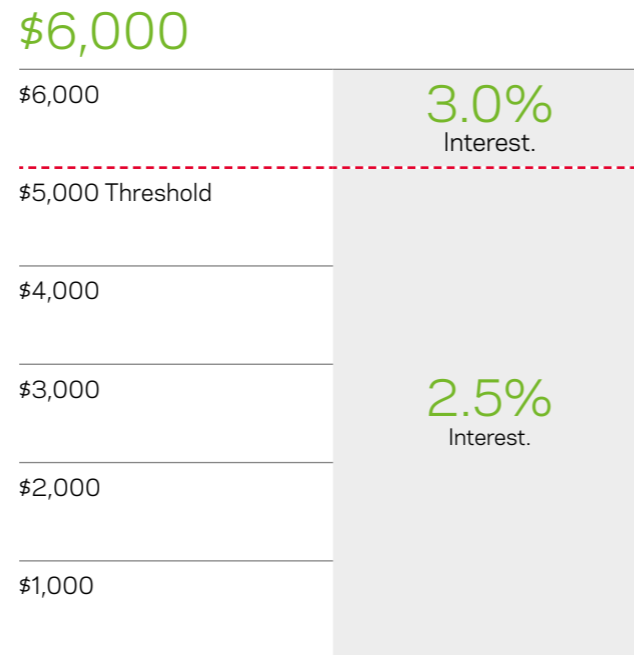 $6,000
$6,000
3.0%
Interest.
$5,000 Threshold
$4,000
$3,000
2.5%
Interest.
$2,000
$1,000